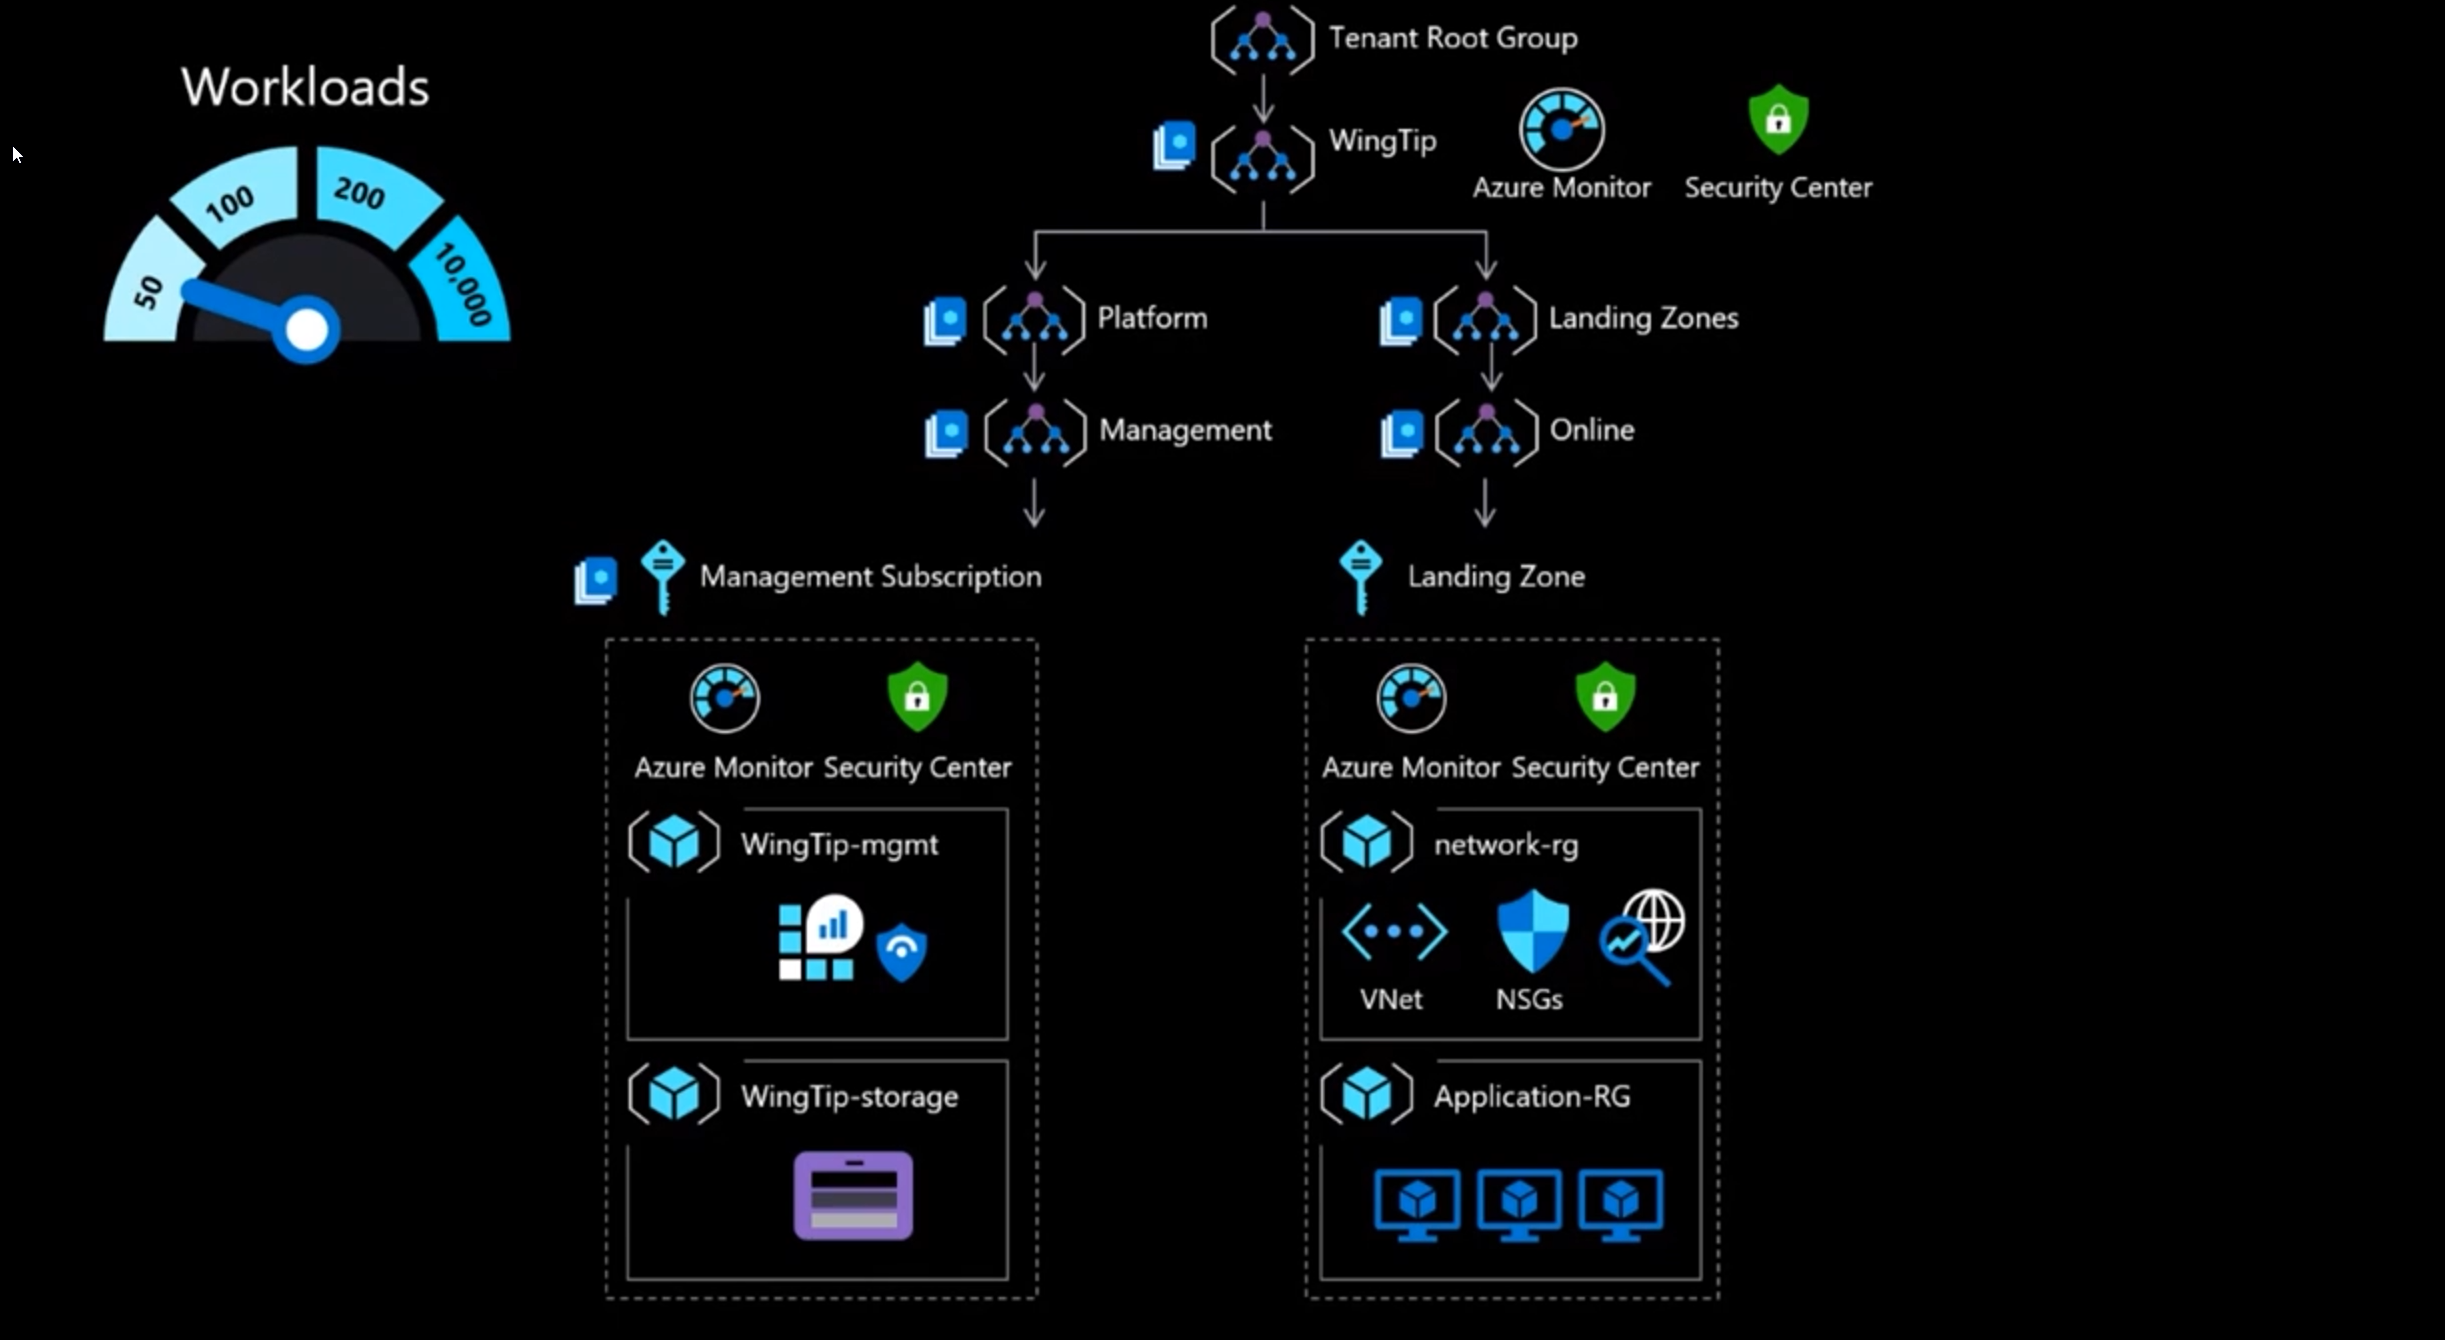 Workloads
50
100
200
10,000
Tenant Root Group
WingTip
Azure Monitor
Security Center
Platform
Landing Zones
Management
Online
Management Subscription
Landing Zone
Azure Monitor Security Center
Azure Monitor Security Center
WingTip-mgmt
network-rg
VNet
NSGs
WingTip-storage
Application-RG